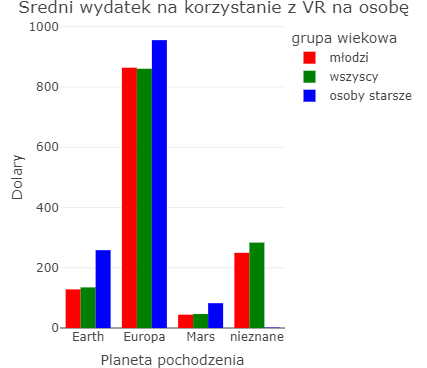 Średni wydatek na korzystanie z VR na osobę
grupa wiekowa
młodzi
wszyscy
osoby starsze
Dolary
1000
800
600
400
200
0
Earth
Europa
Mars
nieznane
Planeta pochodzenia